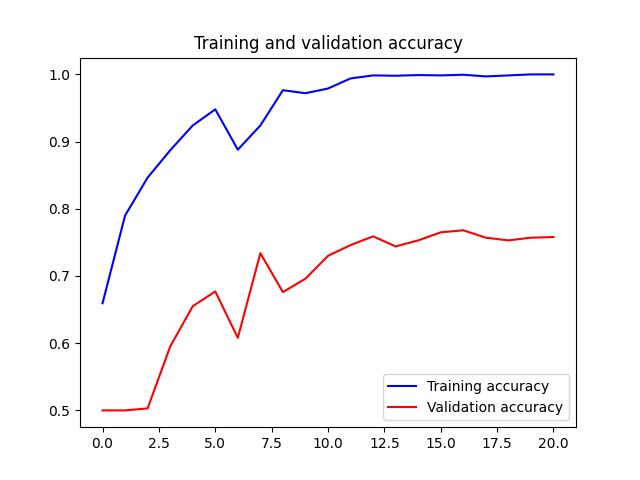 Training and validation accuracy
1.0
0.9
0.8
0.7
0.6
0.5
0.0 2.5 5.0 7.5 10.0 12.5 15.0 17.5 20.0
Training accuracy
Validation accuracy